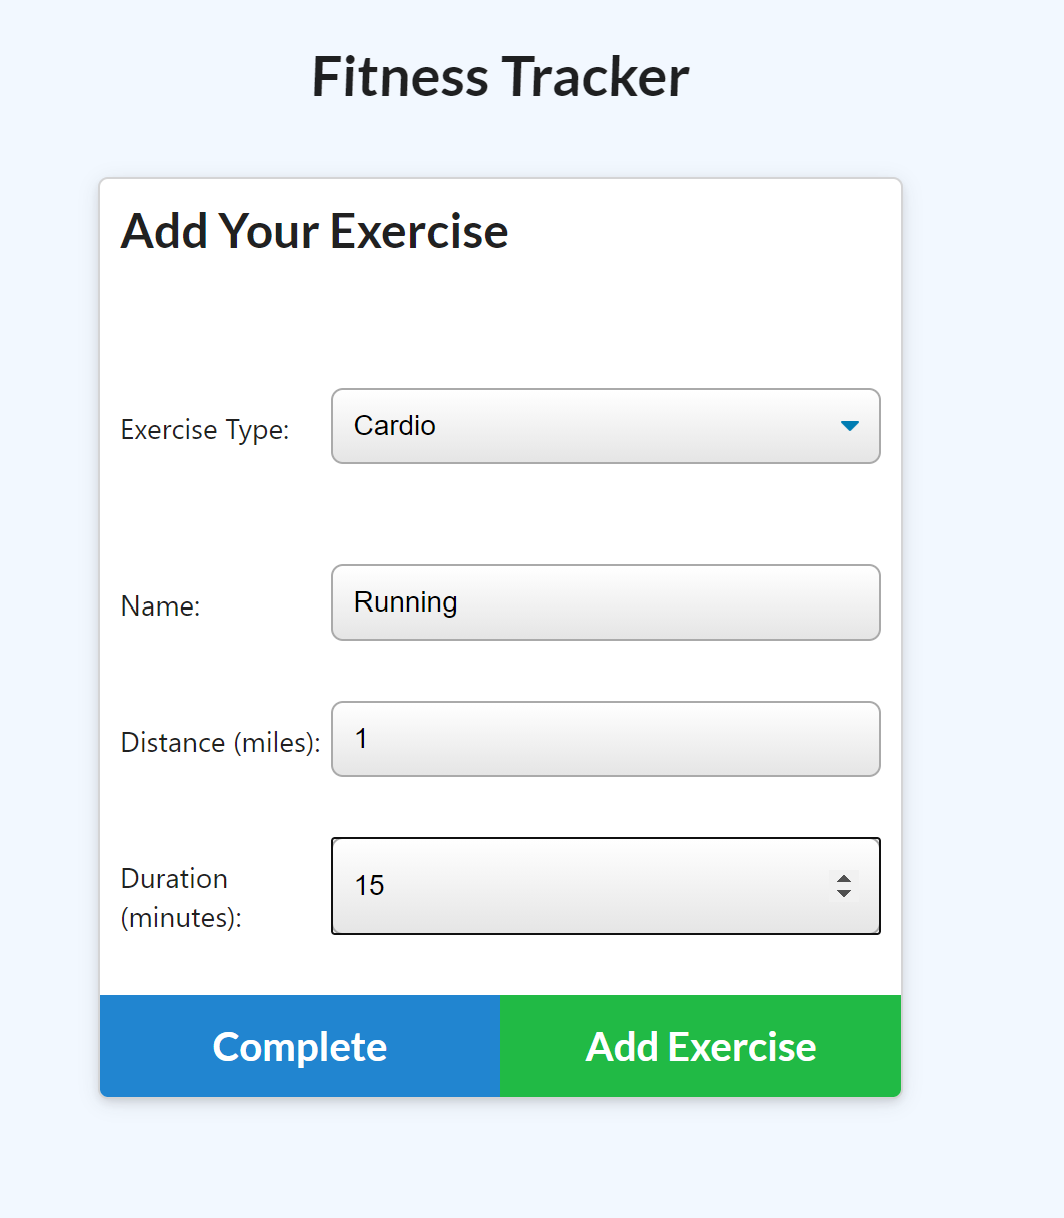 Fitness Tracker
Add Your Exercise
Exercise Type:
Cardio
Name:
Running
Distance (miles):
1
Duration
(minutes):
15
Complete
Add Exercise